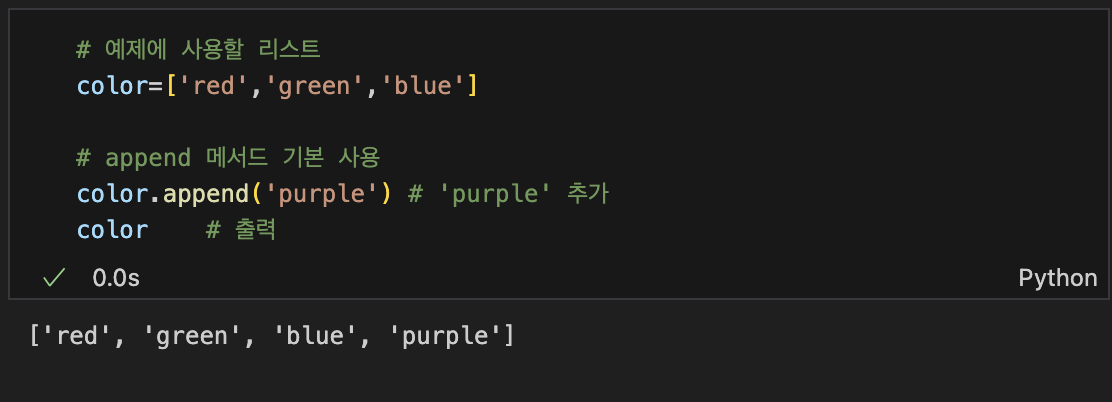 # 예제에 사용할 리스트
color=['red','green','blue']
# append 메서드 기본 사용
color.append('purple') # 'purple' 추가
color    # 출력
0.0s
Python
['red', 'green', 'blue', 'purple']